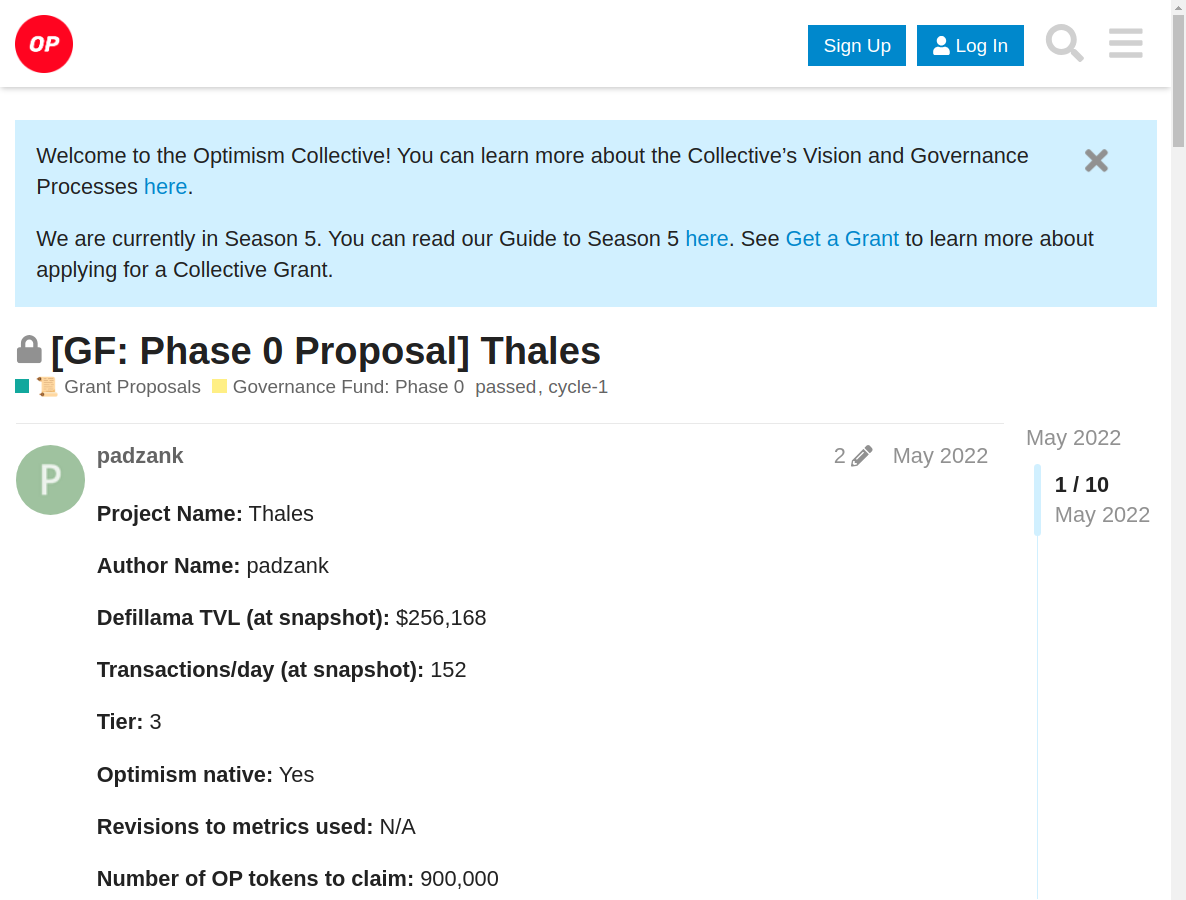 OP
Sign Up
Log In
Welcome to the Optimism Collective! You can learn more about the Collective’s Vision and Governance
Processes here.
We are currently in Season 5. You can read our Guide to Season 5 here. See Get a Grant to learn more about
applying for a Collective Grant.
[GF: Phase 0 Proposal] Thales
📜 Grant Proposals Governance Fund: Phase 0 passed, cycle-1
P
padzank
2
May 2022
May 2022
1 / 10
May 2022
Project Name: Thales
Author Name: padzank
Defillama TVL (at snapshot): $256,168
Transactions/day (at snapshot): 152
Tier: 3
Optimism native: Yes
Revisions to metrics used: N/A
Number of OP tokens to claim: 900,000